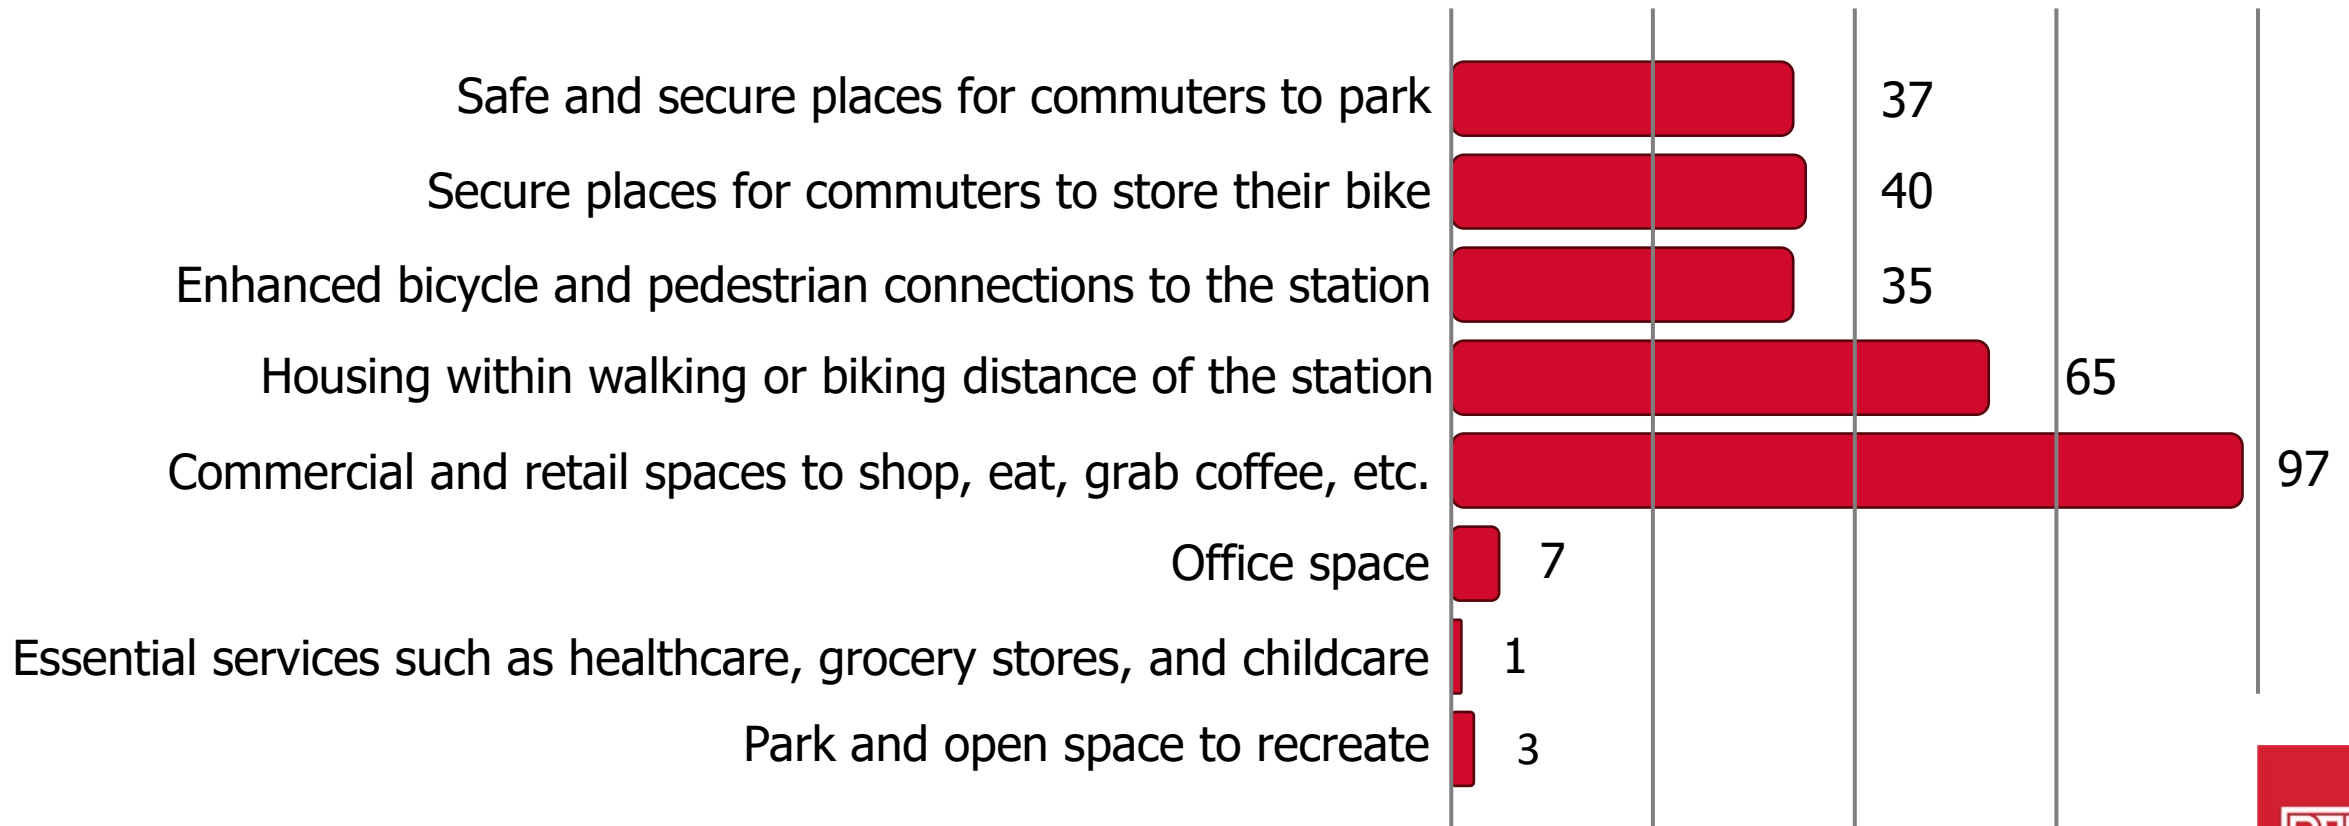 Safe and secure places for commuters to park 37
Secure places for commuters to store their bike 40
Enhanced bicycle and pedestrian connections to the station 35
Housing within walking or biking distance of the station 65
Commercial and retail spaces to shop, eat, grab coffee, etc. 97
Office space 7
Essential services such as healthcare, grocery stores, and childcare 1
Park and open space to recreate 3